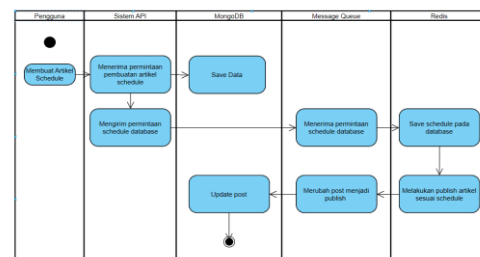 Pengguna
Sistem API
MongoDB
Message Queue
Redis
Membuat Artikel
Schedule
Menerima permintaan
pembuatan artikel
schedule
Save Data
Mengirim permintaan
schedule database
Menerima permintaan
schedule database
Save schedule pada
database
Update post
Merubah post menjadi
publish
Melakukan publish artikel
sesuai schedule